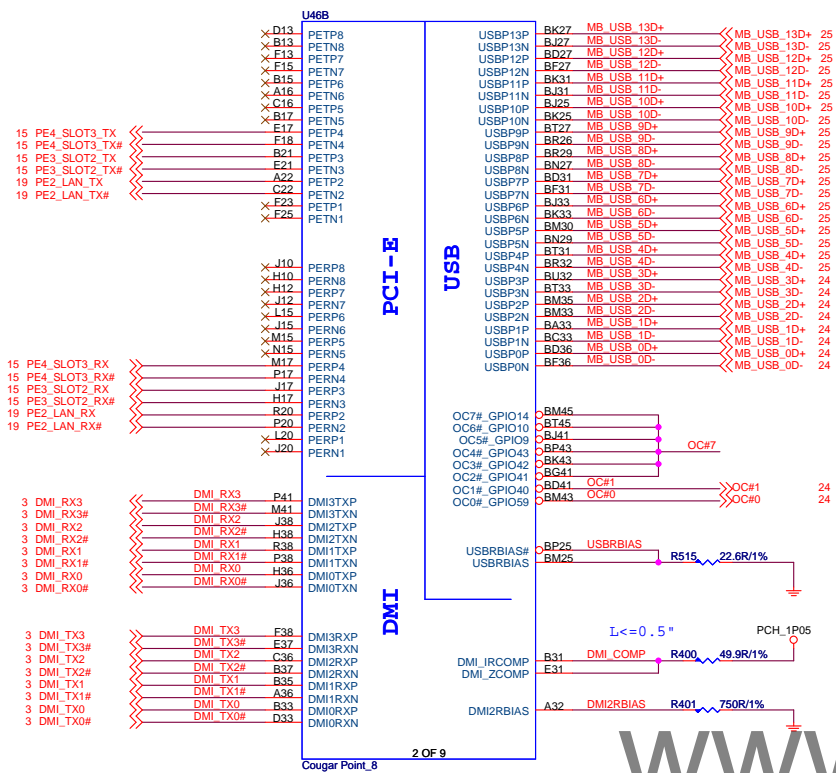 U46B
D13 PETP8
B13 PETN8
F13 PETP7
F15 PETN7
B15 PETP6
A16 PETN6
C16 PETP5
B17 PETN5
15 PE4_SLOT3_TX E17 PETP4
15 PE4_SLOT3_TX# F18 PETN4
15 PE3_SLOT2_TX B21 PETP3
15 PE3_SLOT2_TX# E21 PETN3
19 PE2_LAN_TX A22 PETP2
19 PE2_LAN_TX# C22 PETN2
F23 PETP1
F25 PETN1
J10 PERP8
H10 PERN8
H12 PERP7
J12 PERN7
L15 PERP6
J15 PERN6
M15 PERP5
N15 PERN5
15 PE4_SLOT3_RX M17 PERP4
15 PE4_SLOT3_RX# P17 PERN4
15 PE3_SLOT2_RX J17 PERP3
15 PE3_SLOT2_RX# H17 PERN3
19 PE2_LAN_RX R20 PERP2
19 PE2_LAN_RX# P20 PERN2
L20 PERP1
J20 PERN1
3 DMI_RX3 DMI_RX3 P41 DMI3TXP
3 DMI_RX3# DMI_RX3# M41 DMI3TXN
3 DMI_RX2 DMI_RX2 J38 DMI2TXP
3 DMI_RX2# DMI_RX2# H38 DMI2TXN
3 DMI_RX1 DMI_RX1 R38 DMI1TXP
3 DMI_RX1# DMI_RX1# P38 DMI1TXN
3 DMI_RX0 DMI_RX0 H36 DMI0TXP
3 DMI_RX0# DMI_RX0# J36 DMI0TXN
3 DMI_TX3 DMI_TX3 F38 DMI3RXP
3 DMI_TX3# DMI_TX3# E37 DMI3RXN
3 DMI_TX2 DMI_TX2 C36 DMI2RXP
3 DMI_TX2# DMI_TX2# B37 DMI2RXN
3 DMI_TX1 DMI_TX1 B35 DMI1RXP
3 DMI_TX1# DMI_TX1# A36 DMI1RXN
3 DMI_TX0 DMI_TX0 B33 DMI0RXP
3 DMI_TX0# DMI_TX0# D33 DMI0RXN
PCI-E
USB
DMI
USBP13P BK27 MB_USB_13D+ MB_USB_13D+ 25
USBP13N BJ27 MB_USB_13D- MB_USB_13D- 25
USBP12P BD27 MB_USB_12D+ MB_USB_12D+ 25
USBP12N BF27 MB_USB_12D- MB_USB_12D- 25
USBP11P BK31 MB_USB_11D+ MB_USB_11D+ 25
USBP11N BJ31 MB_USB_11D- MB_USB_11D- 25
USBP10P BJ25 MB_USB_10D+ MB_USB_10D+ 25
USBP10N BK25 MB_USB_10D- MB_USB_10D- 25
USBP9P BT27 MB_USB_9D+ MB_USB_9D+ 25
USBP9N BR26 MB_USB_9D- MB_USB_9D- 25
USBP8P BR29 MB_USB_8D+ MB_USB_8D+ 25
USBP8N BN27 MB_USB_8D- MB_USB_8D- 25
USBP7P BD31 MB_USB_7D+ MB_USB_7D+ 25
USBP7N BF31 MB_USB_7D- MB_USB_7D- 25
USBP6P BJ33 MB_USB_6D+ MB_USB_6D+ 25
USBP6N BK33 MB_USB_6D- MB_USB_6D- 25
USBP5P BM30 MB_USB_5D+ MB_USB_5D+ 25
USBP5N BN29 MB_USB_5D- MB_USB_5D- 25
USBP4P BT31 MB_USB_4D+ MB_USB_4D+ 25
USBP4N BR32 MB_USB_4D- MB_USB_4D- 25
USBP3P BU32 MB_USB_3D+ MB_USB_3D+ 24
USBP3N BT33 MB_USB_3D- MB_USB_3D- 24
USBP2P BM35 MB_USB_2D+ MB_USB_2D+ 24
USBP2N BM33 MB_USB_2D- MB_USB_2D- 24
USBP1P BA33 MB_USB_1D+ MB_USB_1D+ 24
USBP1N BC33 MB_USB_1D- MB_USB_1D- 24
USBP0P BD36 MB_USB_0D+ MB_USB_0D+ 24
USBP0N BF36 MB_USB_0D- MB_USB_0D- 24
OC7#_GPIO14 BM45
OC6#_GPIO10 BT45
OC5#_GPIO9 BJ41
OC4#_GPIO43 BP43 OC#7
OC3#_GPIO42 BK43
OC2#_GPIO41 BG41
OC1#_GPIO40 BD41 OC#1 OC#1 24
OC0#_GPIO59 BM43 OC#0 OC#0 24
USBRBIAS# BP25 USBRBIAS
USBRBIAS BM25 R515 22.6R/1%
L<=0.5" PCH_1P05
DMI_IRCOMP B31 DMI_COMP R400 49.9R/1%
DMI_ZCOMP E31
DMI2RBIAS A32 DMI2RBIAS R401 750R/1%
2 OF 9
Cougar Point_8